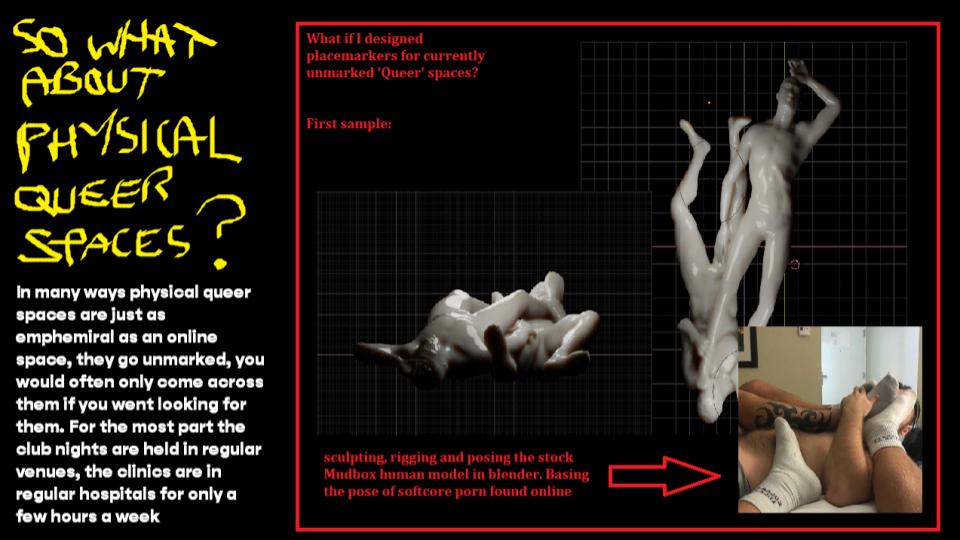 SO WHAT
ABOUT
PHYSICAL
QUEER
SPACES?
In many ways physical queer
spaces are just as
emphemiral as an online
space, they go unmarked, you
would often only come across
them if you went looking for
them. For the most part the
club nights are held in regular
venues, the clinics are in
regular hospitals for only a
few hours a week
What if I designed
placemarkers for currently
unmarked 'Queer' spaces?
First sample:
sculpting, rigging and posing the stock
Mudbox human model in blender. Basing
the pose of softcore porn found online